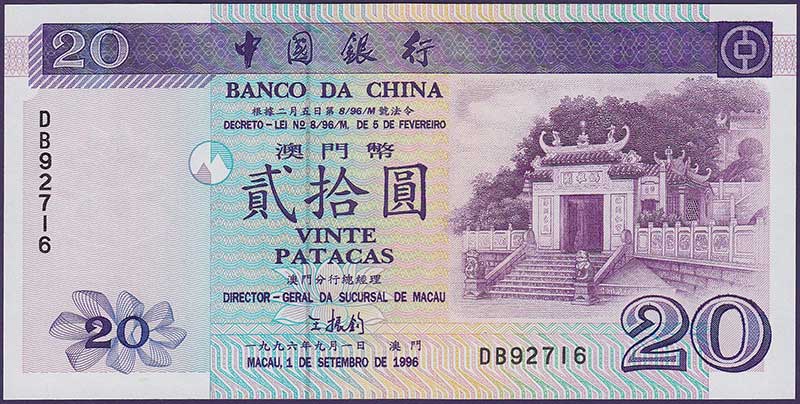 20 中國銀行
BANCO DA CHINA
根據二月五日第8/96/M號法令
DECRETO-LEI Nº 8/96/M, DE 5 DE FEVEREIRO
澳門幣
貳拾圓
VINTE
PATACAS
澳門分行總經理
DIRECTOR-GERAL DA SUCURSAL DE MACAU
王振鈞
一九九六年九月一日 澳門
MACAU, 1 DE SETEMBRO DE 1996
DB92716
20
DB92716
20